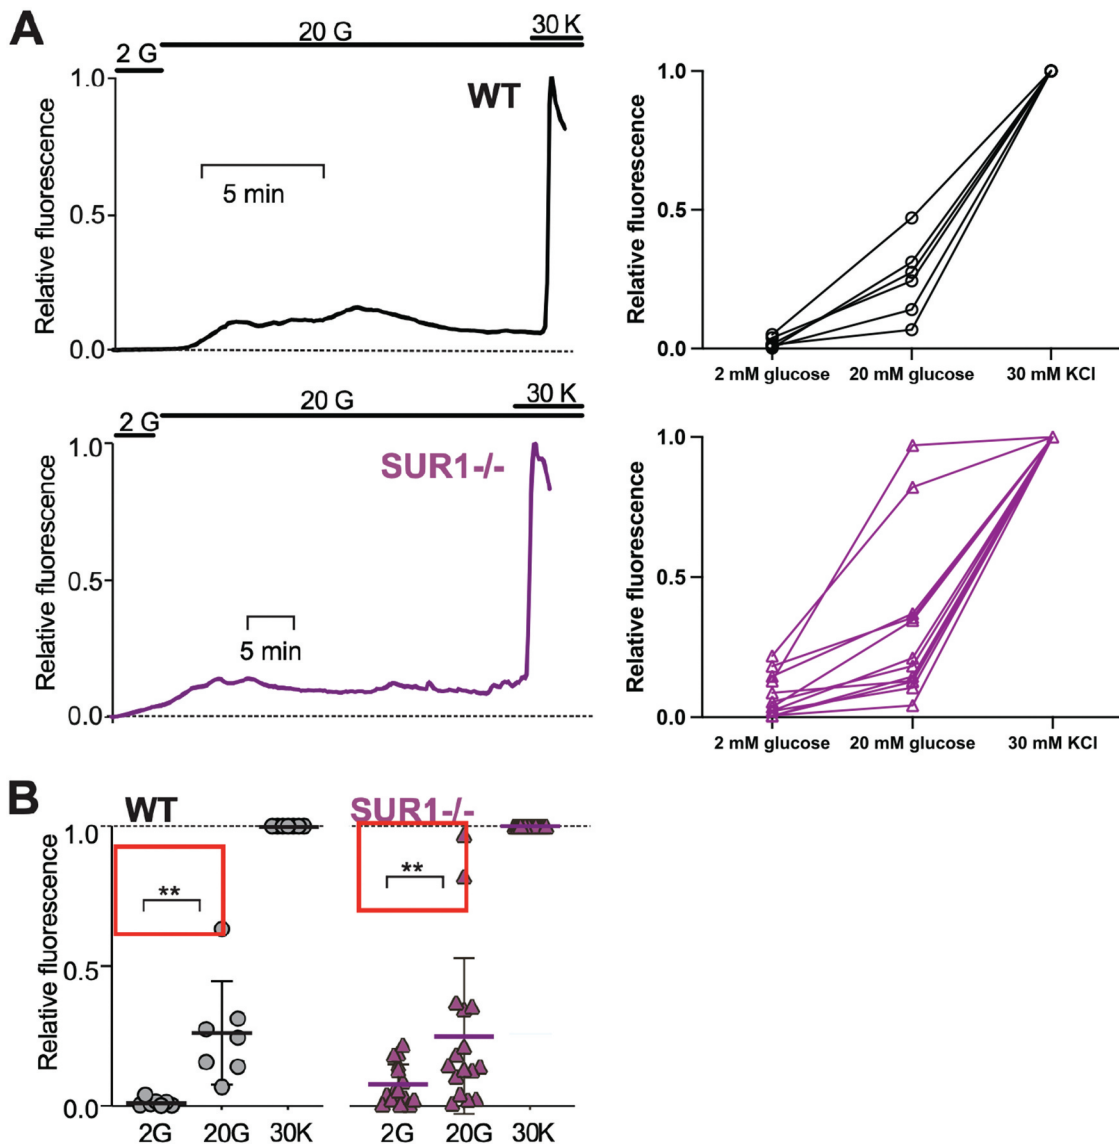 A
30 K
20 G
2 G
1.0
WT
Relative fluorescence
5 min
0.5
0.0
1.0
Relative fluorescence
0.5
0.0
2 mM glucose 20 mM glucose 30 mM KCl
30 K
20 G
2 G
1.0
SUR1-/-
Relative fluorescence
0.5
5 min
0.0
1.0
Relative fluorescence
0.5
0.0
2 mM glucose 20 mM glucose 30 mM KCl
B
WT SUR1-/-
1.0
** **
Relative fluorescence
0.5
0.0
2G 20G 30K 2G 20G 30K